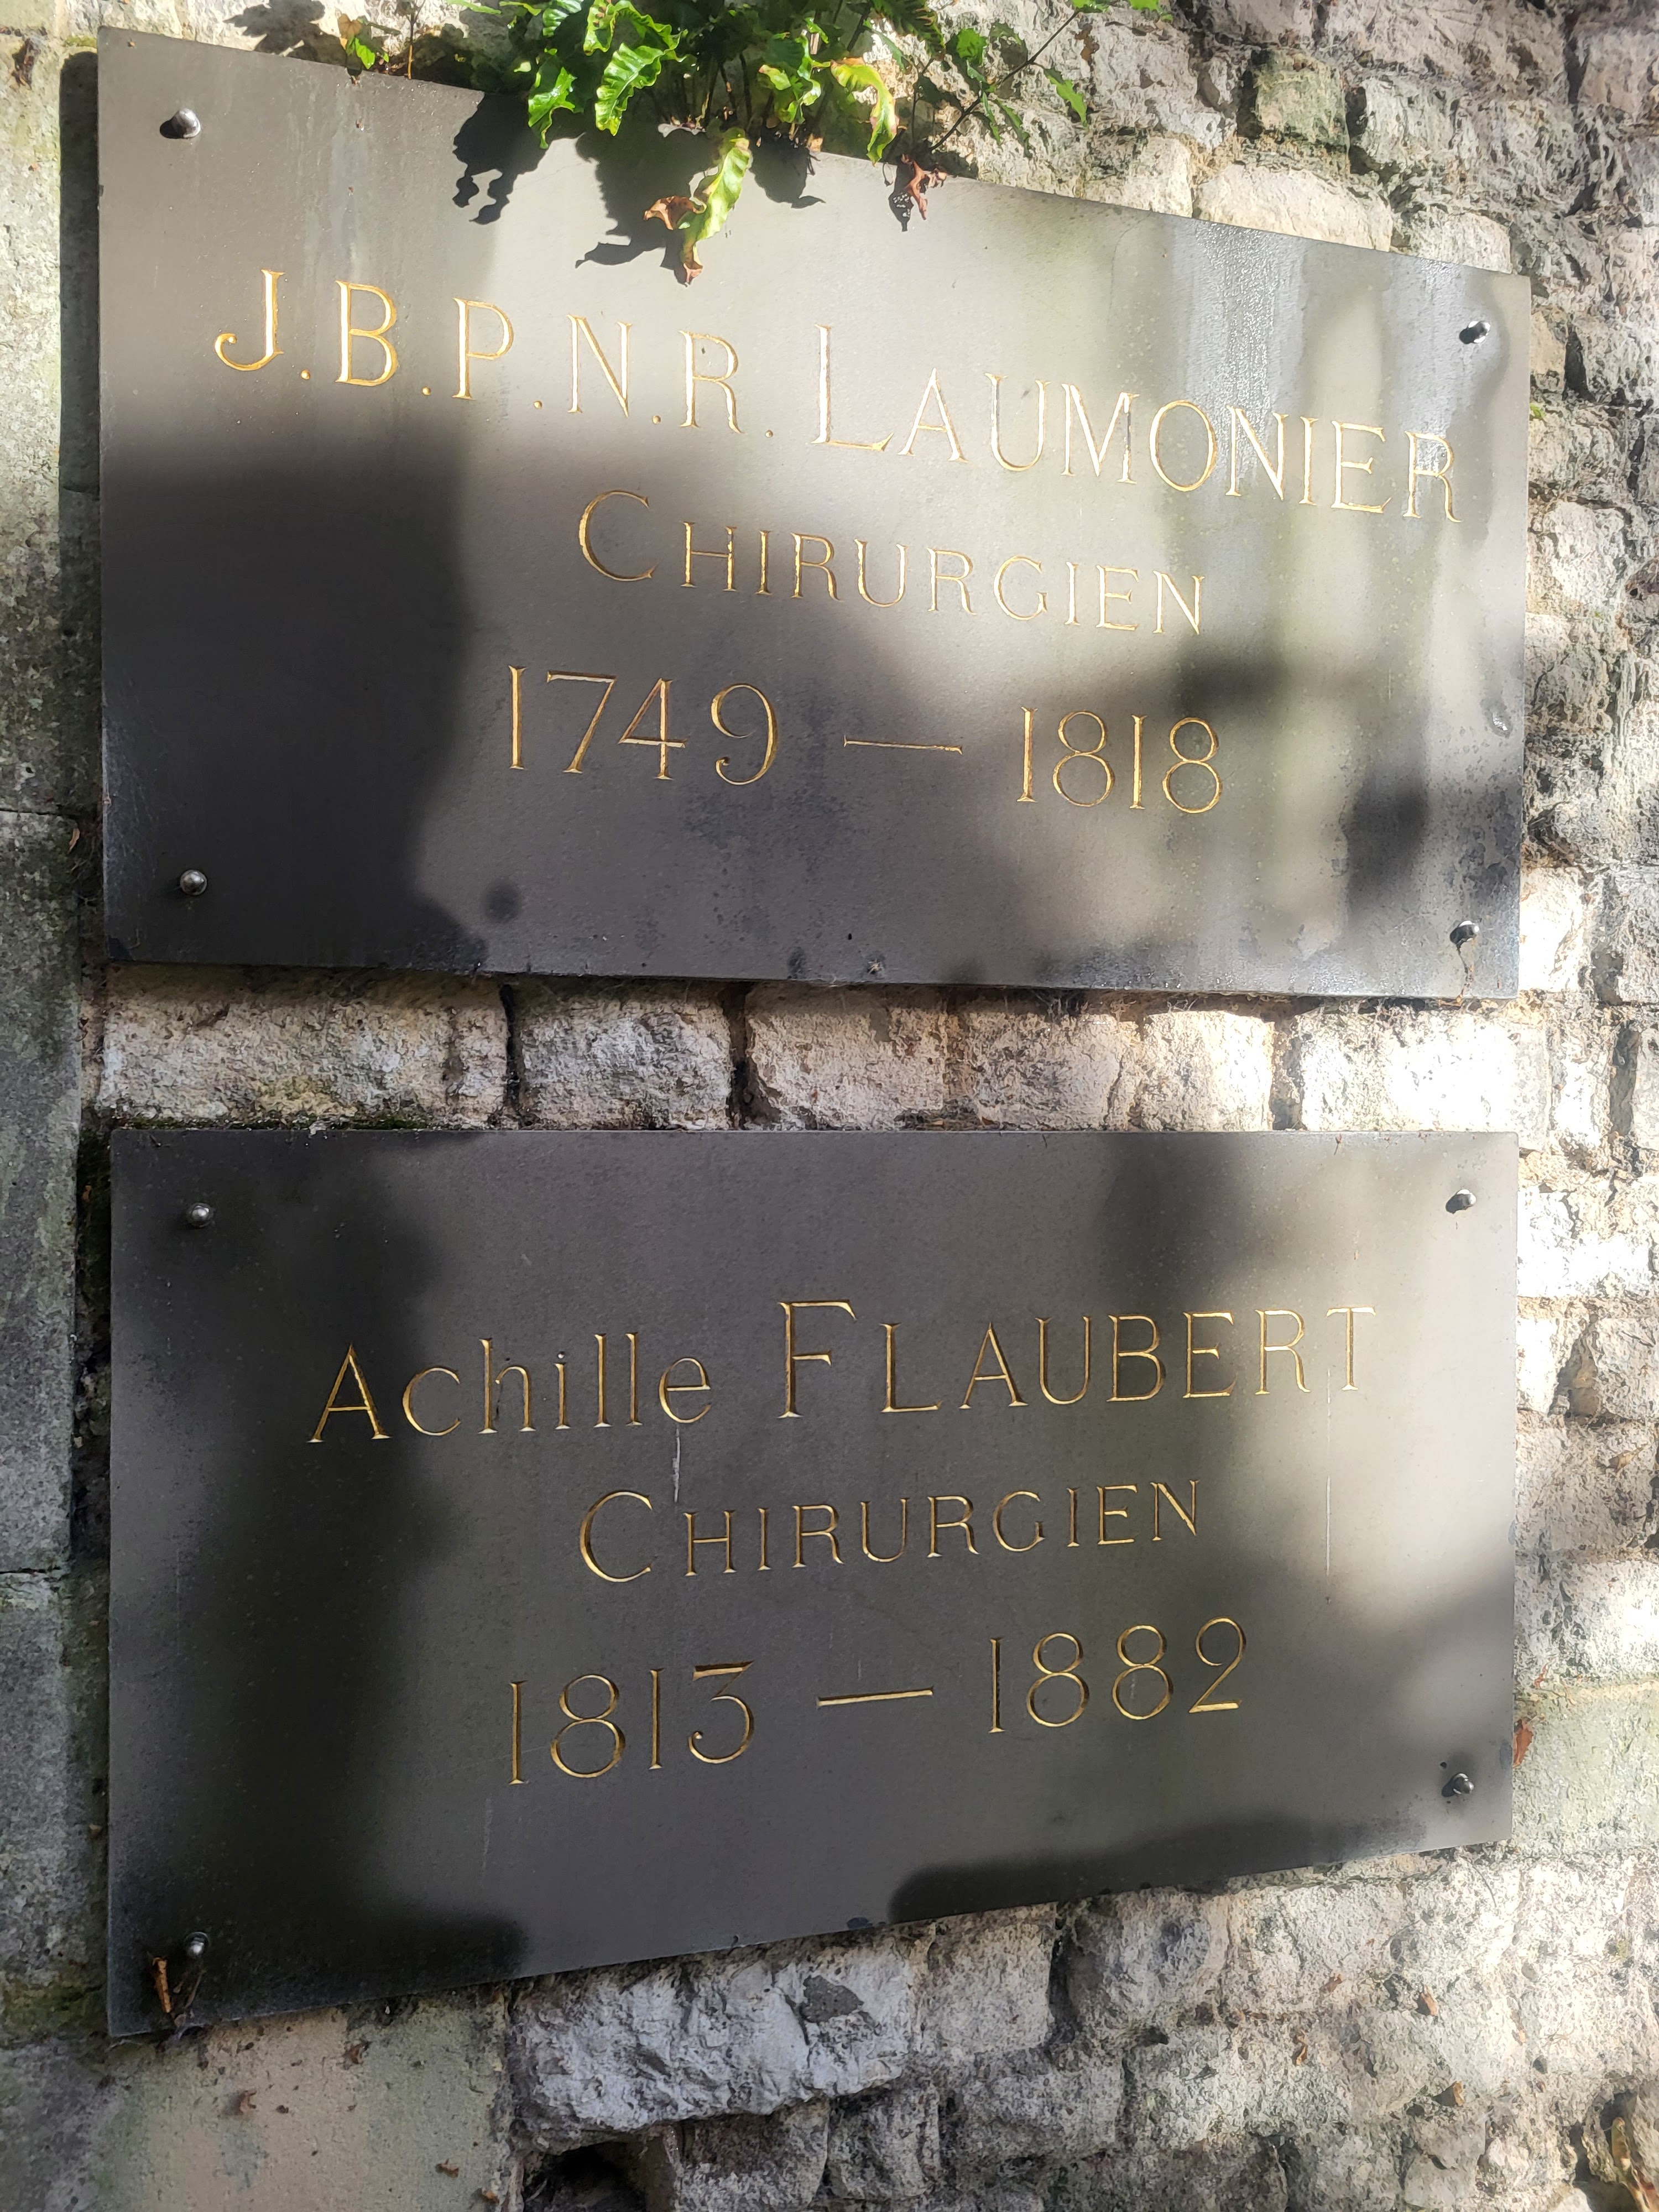 J.B.P.N.R. LAUMONIER
CHIRURGIEN
1749 — 1818
Achille FLAUBERT
CHIRURGIEN
1813 — 1882